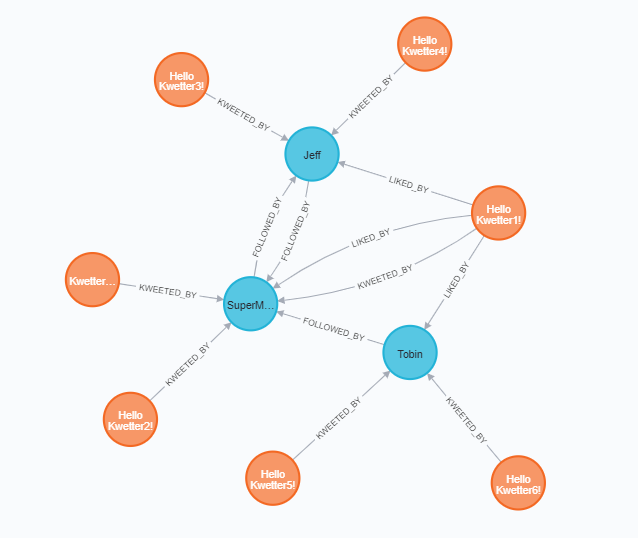 Hello
Kwetter4!
Hello
Kwetter3!
KWEETED_BY
KWEETED_BY
Jeff
LIKED_BY
Hello
Kwetter1!
FOLLOWED_BY
FOLLOWED_BY
LIKED_BY
KWEETED_BY
LIKED_BY
Kwetter…
KWEETED_BY
SuperM…
FOLLOWED_BY
Tobin
KWEETED_BY
Hello
Kwetter2!
KWEETED_BY
KWEETED_BY
Hello
Kwetter5!
Hello
Kwetter6!